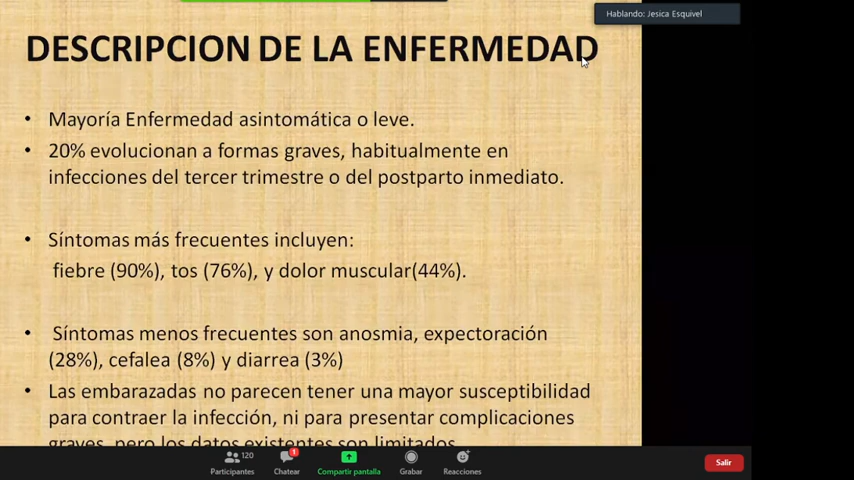 Hablando: Jesica Esquivel
DESCRIPCION DE LA ENFERMEDAD
• Mayoría Enfermedad asintomática o leve.
• 20% evolucionan a formas graves, habitualmente en
infecciones del tercer trimestre o del postparto inmediato.
• Síntomas más frecuentes incluyen:
fiebre (90%), tos (76%), y dolor muscular(44%).
• Síntomas menos frecuentes son anosmia, expectoración
(28%), cefalea (8%) y diarrea (3%)
• Las embarazadas no parecen tener una mayor susceptibilidad
para contraer la infección, ni para presentar complicaciones
graves, pero los datos existentes son limitados
120
1
Participantes
Chatear
Compartir pantalla
Grabar
Reacciones
Salir